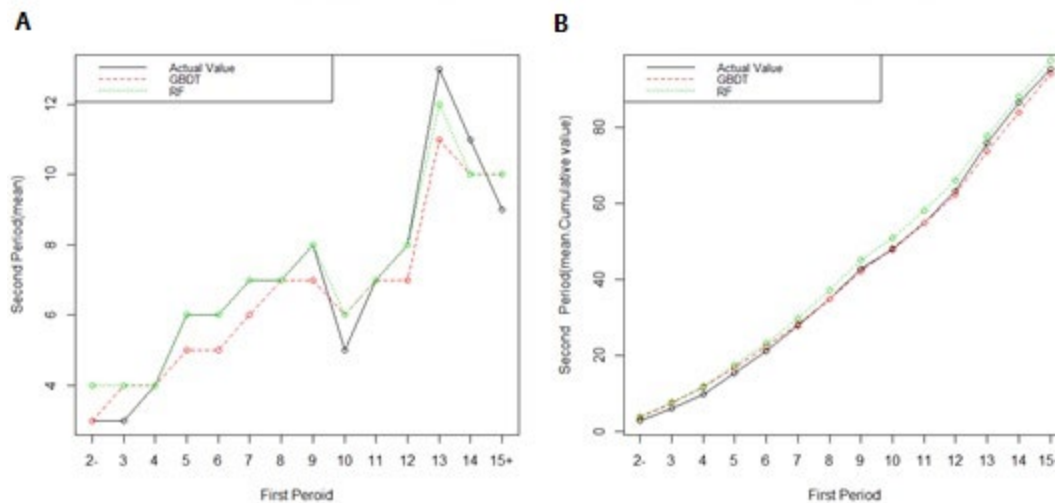 A
Actual Value
GBDT
RF
Second Period(mean)
12
10
8
6
4
2- 3 4 5 6 7 8 9 10 11 12 13 14 15+
First Peroid
B
Actual Value
GBDT
RF
Second Period(mean.Cumulative value)
80
60
40
20
0
2- 3 4 5 6 7 8 9 10 11 12 13 14 15+
First Period